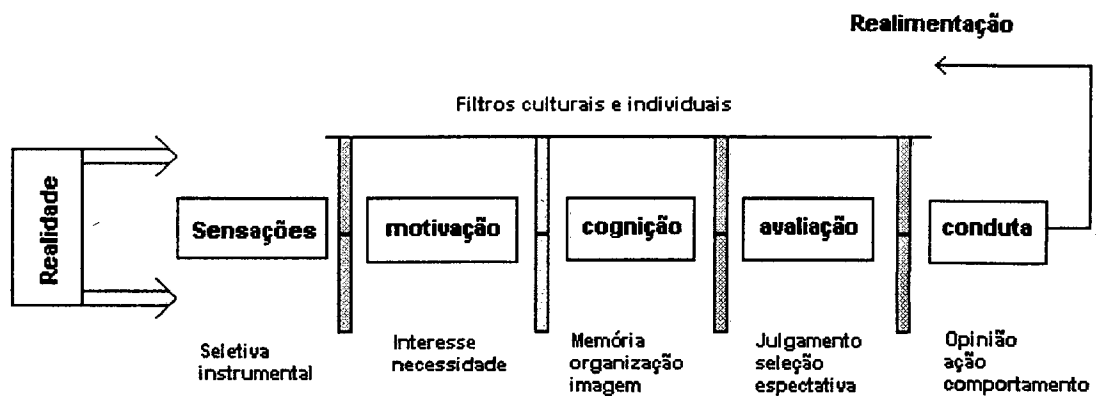 Realimentação
Filtros culturais e individuais
Realidade
Sensações
motivação
cognição
avaliação
conduta
Seletiva
instrumental
Interesse
necessidade
Memória
organização
imagem
Julgamento
seleção
espectativa
Opinião
ação
comportamento